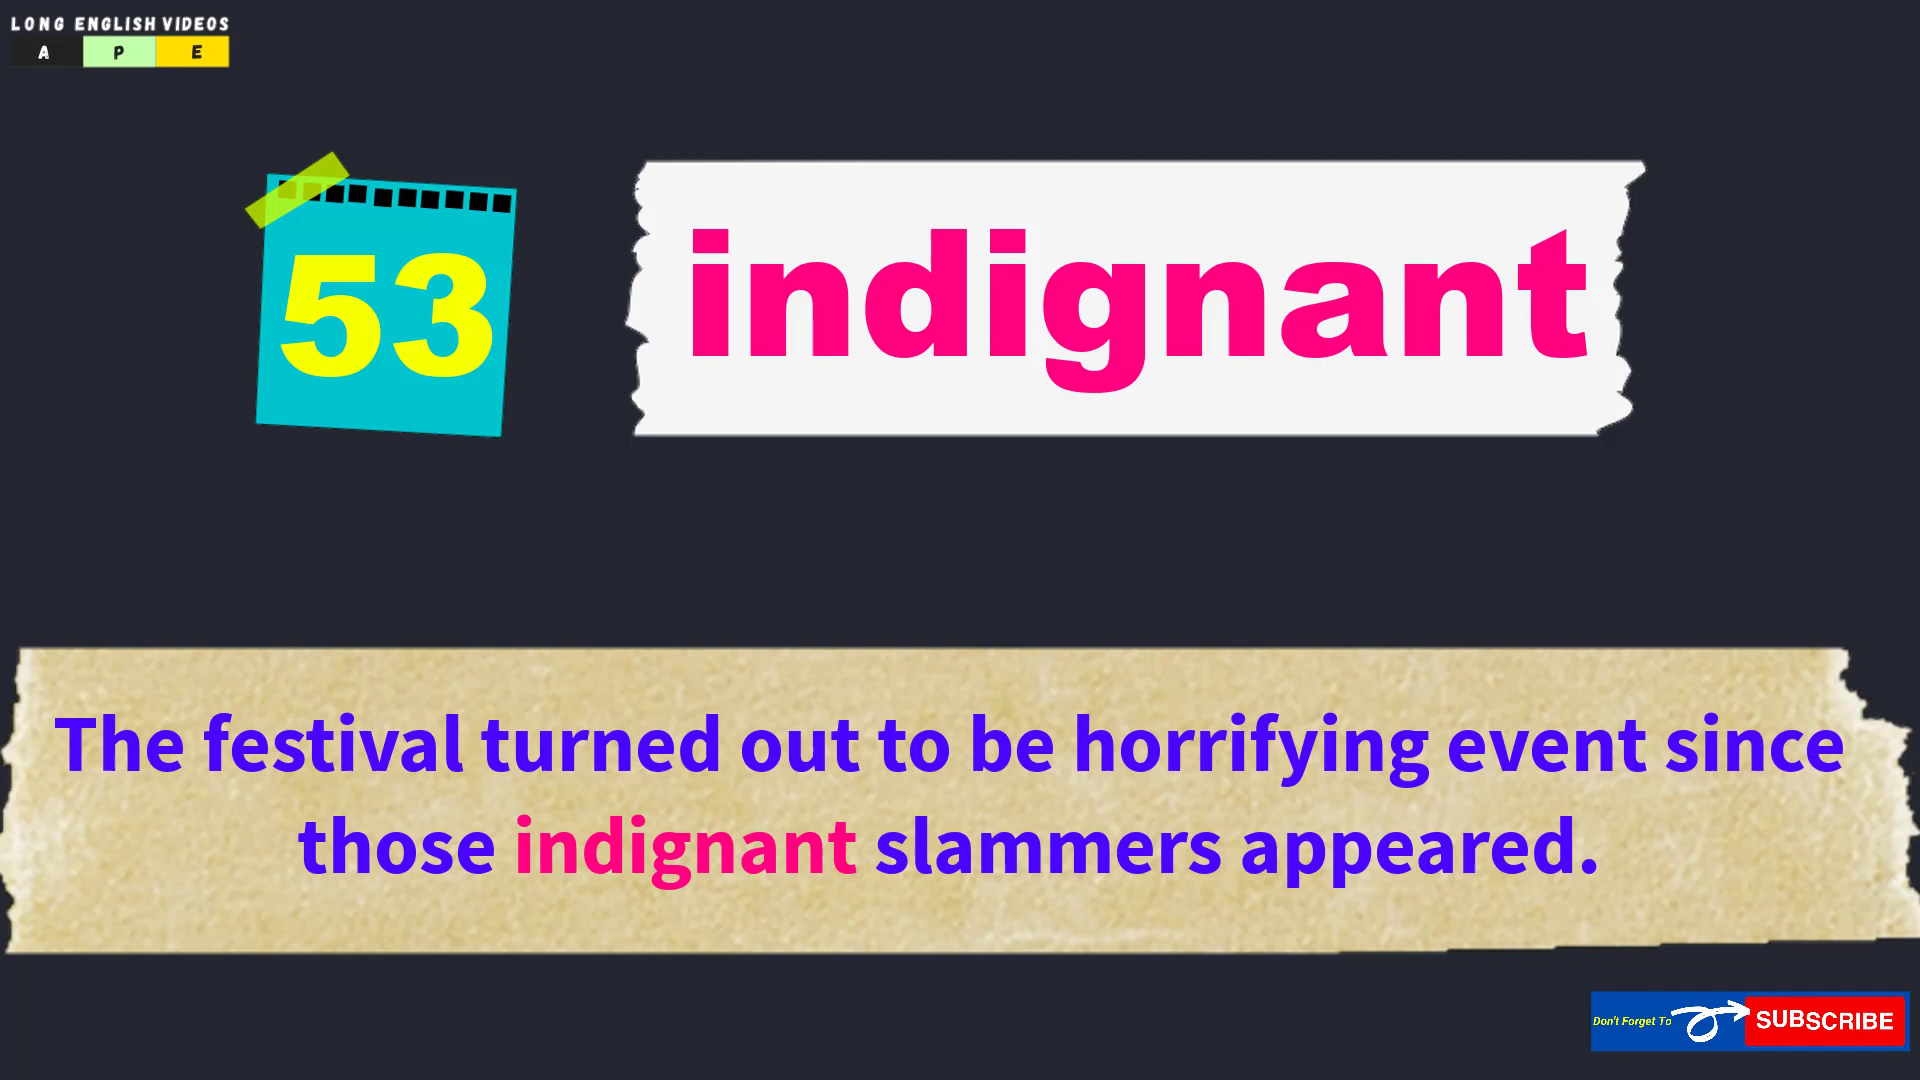 LONG ENGLISH VIDEOS
A P E
53
indignant
The festival turned out to be horrifying event since
those indignant slammers appeared.
Don't Forget To SUBSCRIBE